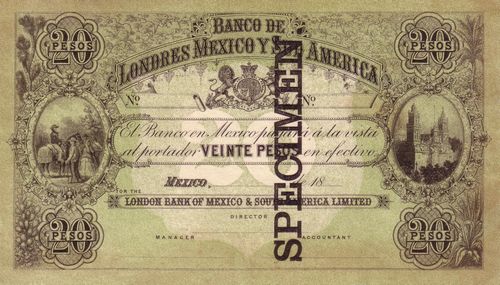 BANCO DE
LONDRES MEXICO Y SUD AMERICA
20 PESOS
20 PESOS
No 1
No 1
El Banco en Mexico pagará á la vista
al portador VEINTE PESOS en efectivo.
MEXICO, 18
FOR THE
LONDON BANK OF MEXICO & SOUTH AMERICA LIMITED
DIRECTOR
MANAGER
ACCOUNTANT
20 PESOS
20 PESOS
SPECIMEN